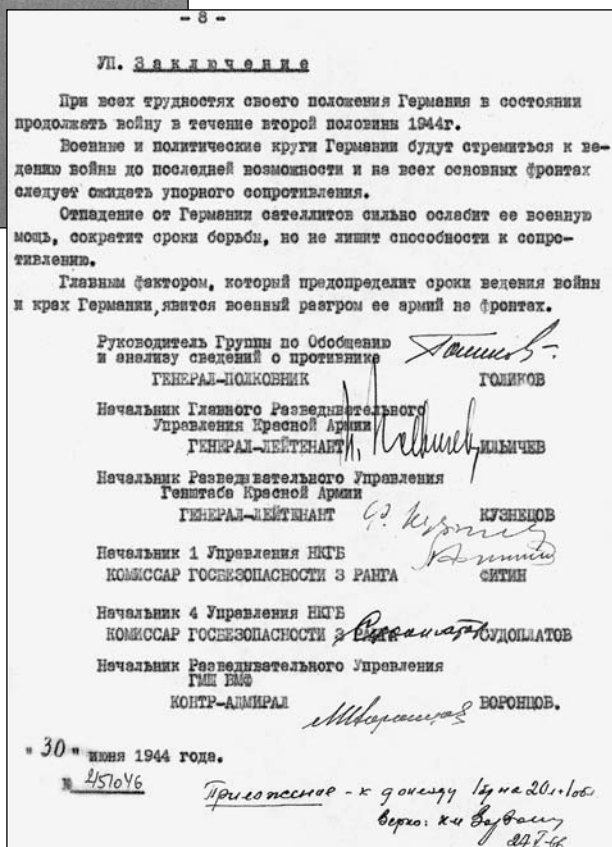 - 8 -
УП. Заключение
При всех трудностях своего положения Германия в состоянии
продолжать войну в течение второй половины 1944г.
Военные и политические круги Германии будут стремиться к ве-
дению войны до последней возможности и на всех основных фронтах
следует ожидать упорного сопротивления.
Отпадение от Германии сателлитов сильно ослабит ее военную
мощь, сократит сроки борьбы, но не лишит способности к сопро-
тивлению.
Главным фактором, который предопределит сроки ведения войны
и крах Германии, явится военный разгром ее армий на фронтах.
Руководитель Группы по Обобщению
и анализу сведений о противнике
ГЕНЕРАЛ-ПОЛКОВНИК ГОЛИКОВ
Начальник Главного Разведывательного
Управления Красной Армии
ГЕНЕРАЛ-ЛЕЙТЕНАНТ ИЛЬИЧЕВ
Начальник Разведывательного Управления
Генштаба Красной Армии
ГЕНЕРАЛ-ЛЕЙТЕНАНТ КУЗНЕЦОВ
Начальник 1 Управления НКГБ
КОМИССАР ГОСБЕЗОПАСНОСТИ 3 РАНГА ФИТИН
Начальник 4 Управления НКГБ
КОМИССАР ГОСБЕЗОПАСНОСТИ 3 СУДОПЛАТОВ
Начальник Разведывательного Управления
ГМШ ВМФ
КОНТР-АДМИРАЛ ВОРОНЦОВ.
"30" июня 1944 года.
№ 451046
Приложение - к
Верно: